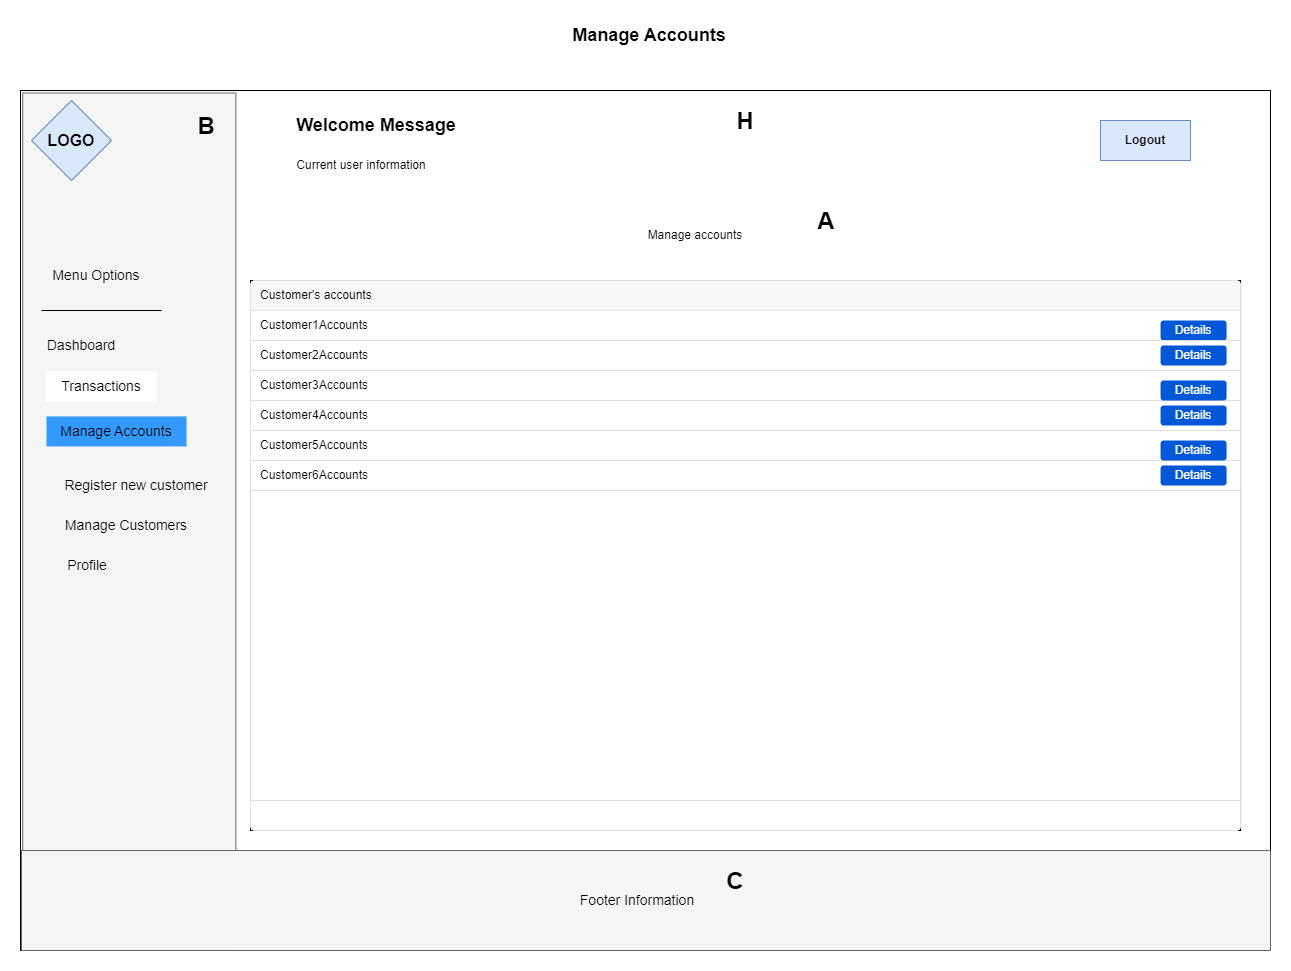 Manage Accounts
LOGO
B
Welcome Message
H
Logout
Current user information
A
Manage accounts
Menu Options
Dashboard
Transactions
Manage Accounts
Register new customer
Manage Customers
Profile
Customer's accounts
Customer1Accounts
Details
Customer2Accounts
Details
Customer3Accounts
Details
Customer4Accounts
Details
Customer5Accounts
Details
Customer6Accounts
Details
C
Footer Information